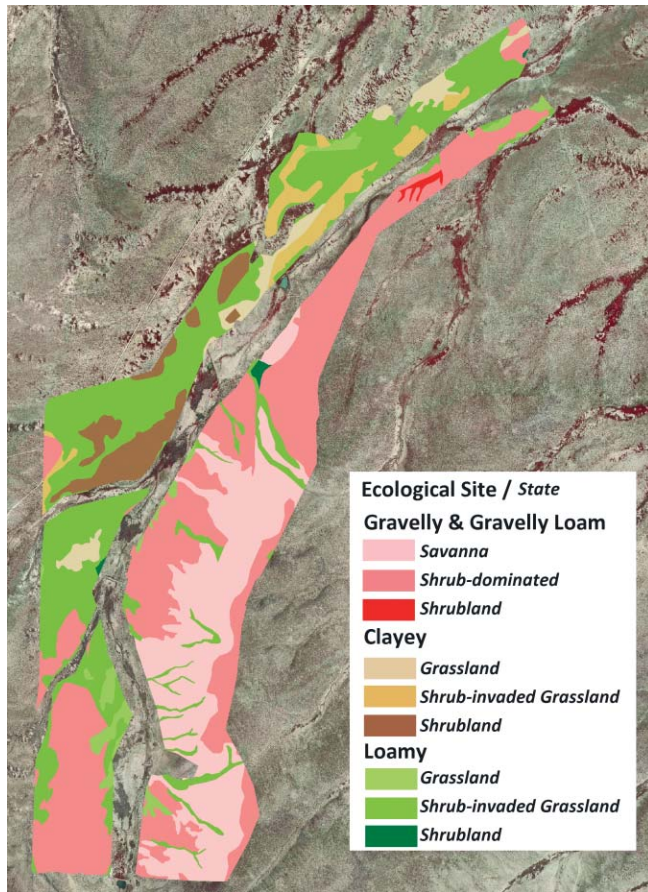 Ecological Site / State
Gravelly & Gravelly Loam
Savanna
Shrub-dominated
Shrubland
Clayey
Grassland
Shrub-invaded Grassland
Shrubland
Loamy
Grassland
Shrub-invaded Grassland
Shrubland